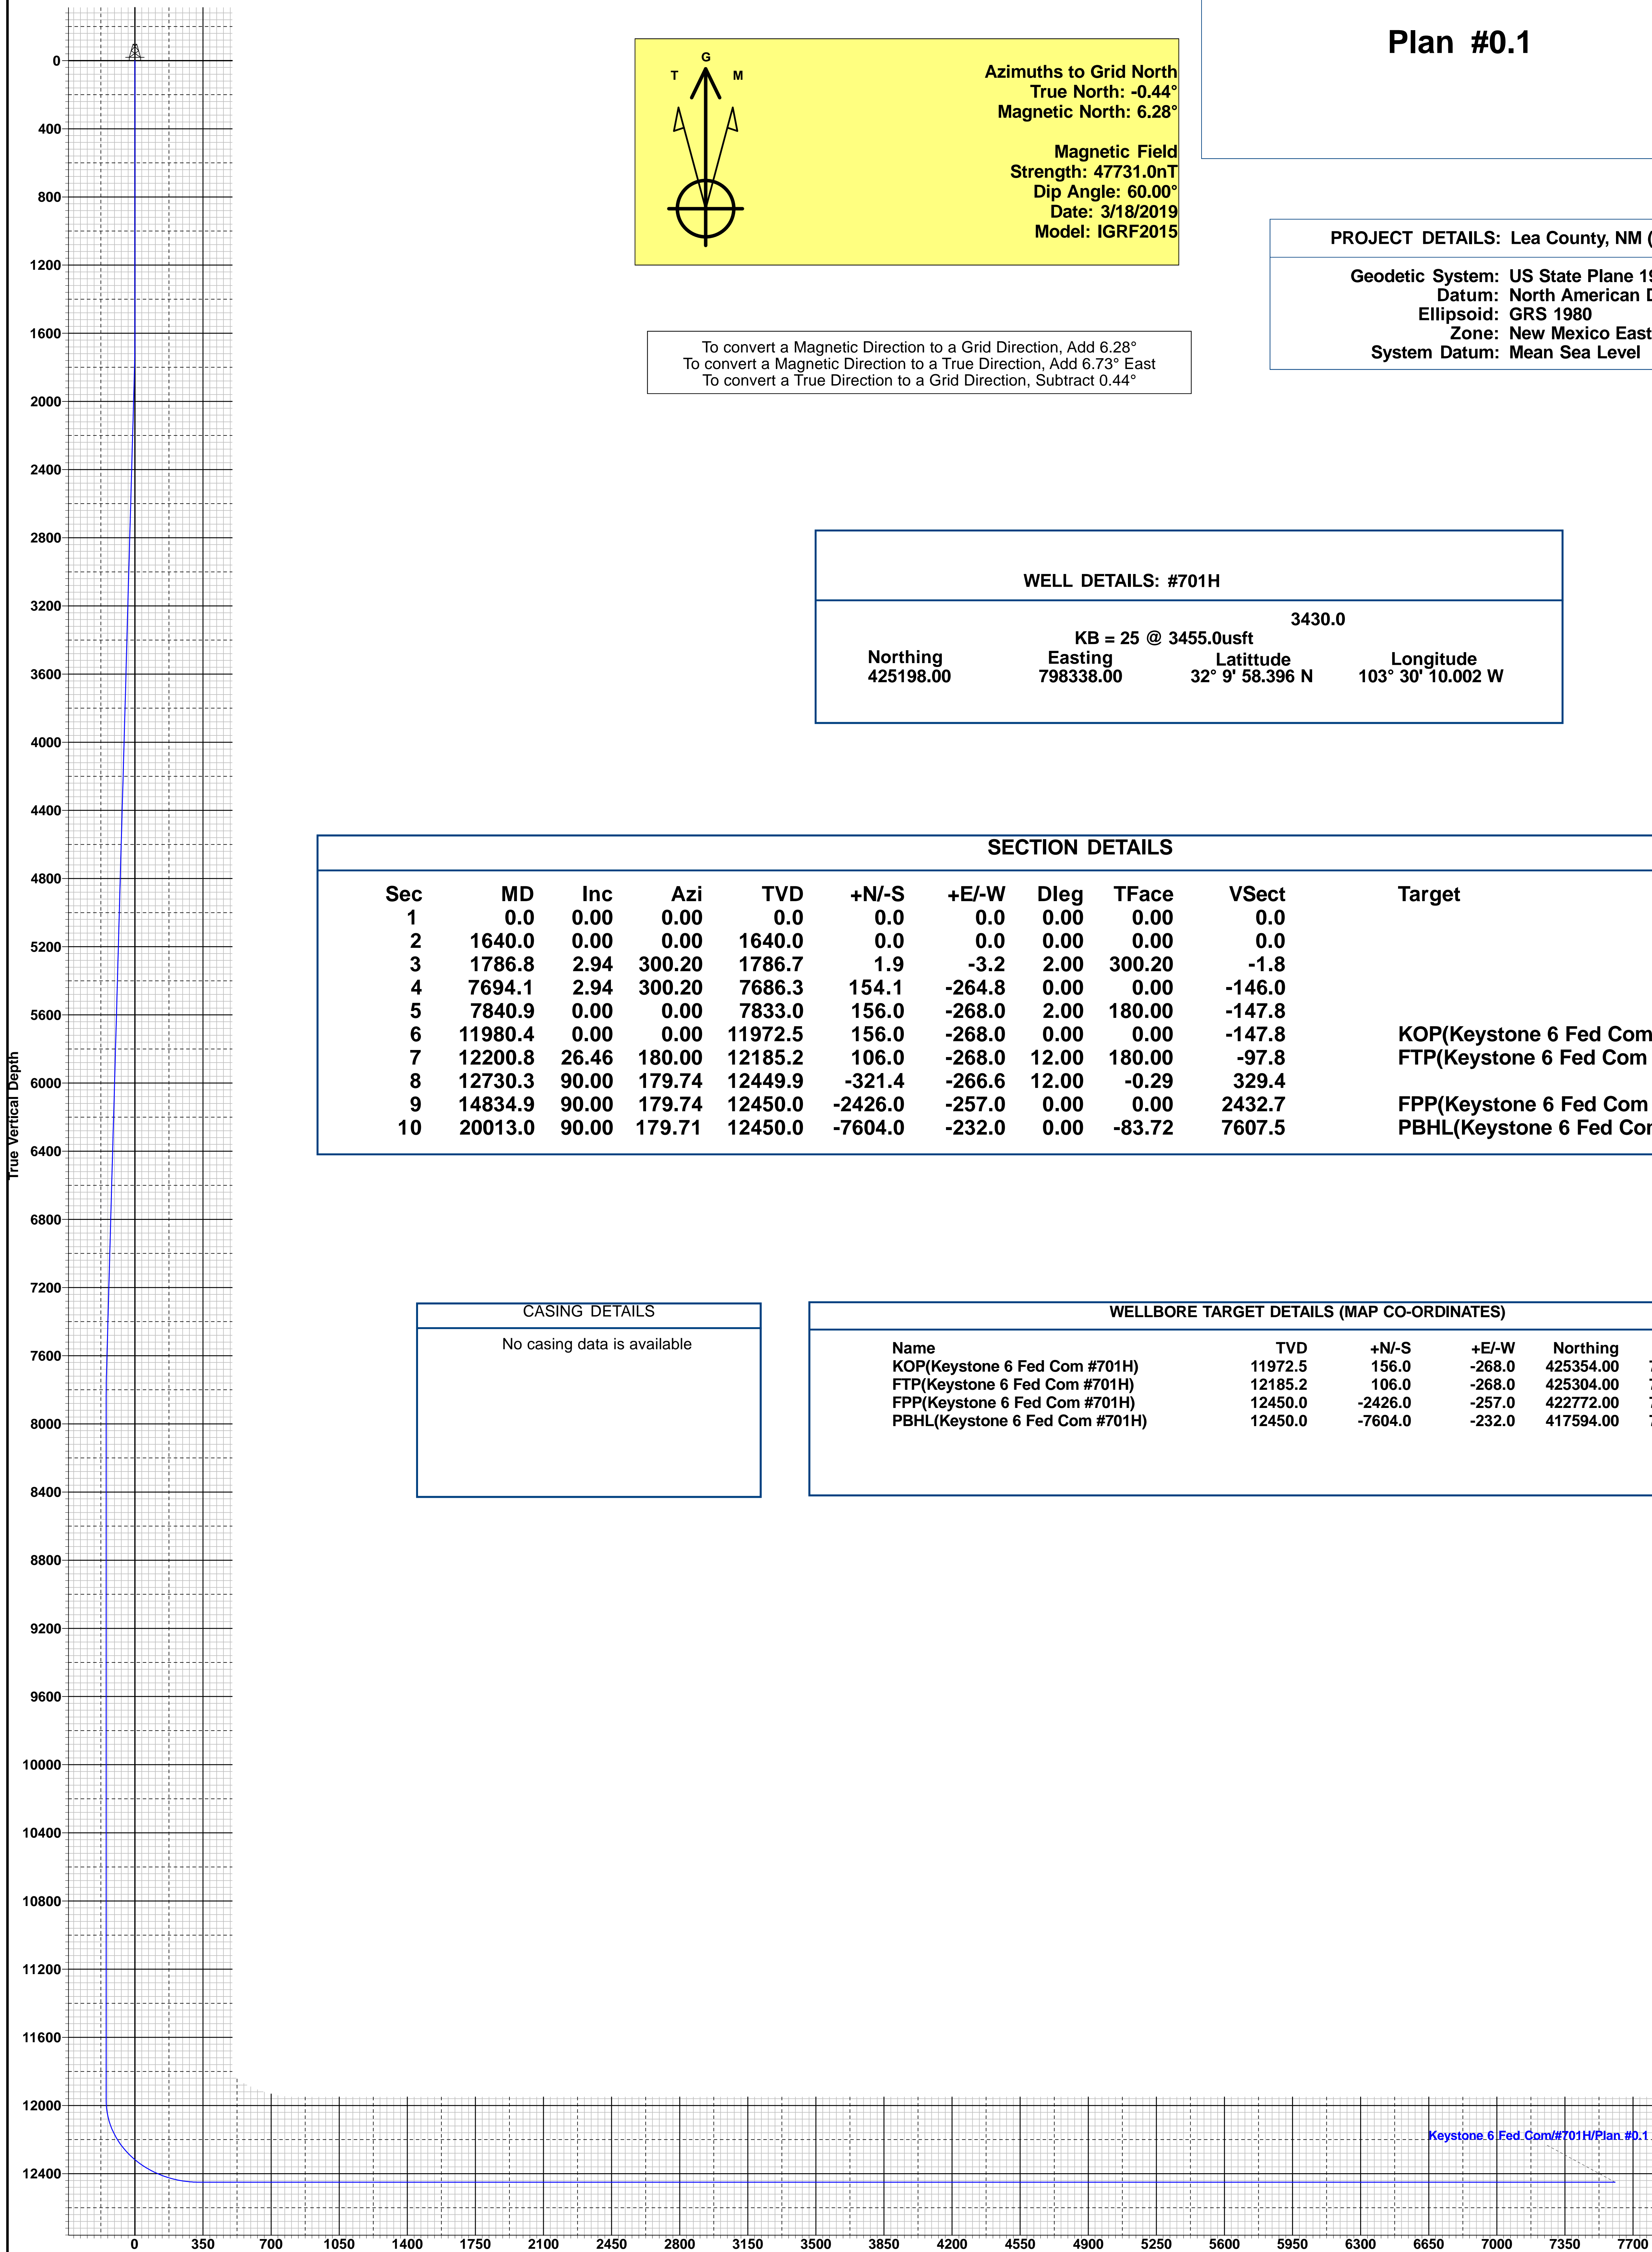 Plan #0.1
G
T M
Azimuths to Grid North
True North: -0.44°
Magnetic North: 6.28°
Magnetic Field
Strength: 47731.0nT
Dip Angle: 60.00°
Date: 3/18/2019
Model: IGRF2015
PROJECT DETAILS: Lea County, NM (
Geodetic System: US State Plane 19
Datum: North American D
Ellipsoid: GRS 1980
Zone: New Mexico East
System Datum: Mean Sea Level
To convert a Magnetic Direction to a Grid Direction, Add 6.28°
To convert a Magnetic Direction to a True Direction, Add 6.73° East
To convert a True Direction to a Grid Direction, Subtract 0.44°
WELL DETAILS: #701H
3430.0
KB = 25 @ 3455.0usft
Northing Easting Latittude Longitude
425198.00 798338.00 32° 9' 58.396 N 103° 30' 10.002 W
SECTION DETAILS
Sec MD Inc Azi TVD +N/-S +E/-W Dleg TFace VSect Target
1 0.0 0.00 0.00 0.0 0.0 0.0 0.00 0.00 0.0
2 1640.0 0.00 0.00 1640.0 0.0 0.0 0.00 0.00 0.0
3 1786.8 2.94 300.20 1786.7 1.9 -3.2 2.00 300.20 -1.8
4 7694.1 2.94 300.20 7686.3 154.1 -264.8 0.00 0.00 -146.0
5 7840.9 0.00 0.00 7833.0 156.0 -268.0 2.00 180.00 -147.8
6 11980.4 0.00 0.00 11972.5 156.0 -268.0 0.00 0.00 -147.8 KOP(Keystone 6 Fed Com
7 12200.8 26.46 180.00 12185.2 106.0 -268.0 12.00 180.00 -97.8 FTP(Keystone 6 Fed Com
8 12730.3 90.00 179.74 12449.9 -321.4 -266.6 12.00 -0.29 329.4
9 14834.9 90.00 179.74 12450.0 -2426.0 -257.0 0.00 0.00 2432.7 FPP(Keystone 6 Fed Com
10 20013.0 90.00 179.71 12450.0 -7604.0 -232.0 0.00 -83.72 7607.5 PBHL(Keystone 6 Fed Con
CASING DETAILS
No casing data is available
WELLBORE TARGET DETAILS (MAP CO-ORDINATES)
Name TVD +N/-S +E/-W Northing
KOP(Keystone 6 Fed Com #701H) 11972.5 156.0 -268.0 425354.00
FTP(Keystone 6 Fed Com #701H) 12185.2 106.0 -268.0 425304.00
FPP(Keystone 6 Fed Com #701H) 12450.0 -2426.0 -257.0 422772.00
PBHL(Keystone 6 Fed Com #701H) 12450.0 -7604.0 -232.0 417594.00
True Vertical Depth
0
400
800
1200
1600
2000
2400
2800
3200
3600
4000
4400
4800
5200
5600
6000
6400
6800
7200
7600
8000
8400
8800
9200
9600
10000
10400
10800
11200
11600
12000
12400
Keystone 6 Fed Com/#701H/Plan #0.1
0 350 700 1050 1400 1750 2100 2450 2800 3150 3500 3850 4200 4550 4900 5250 5600 5950 6300 6650 7000 7350 7700